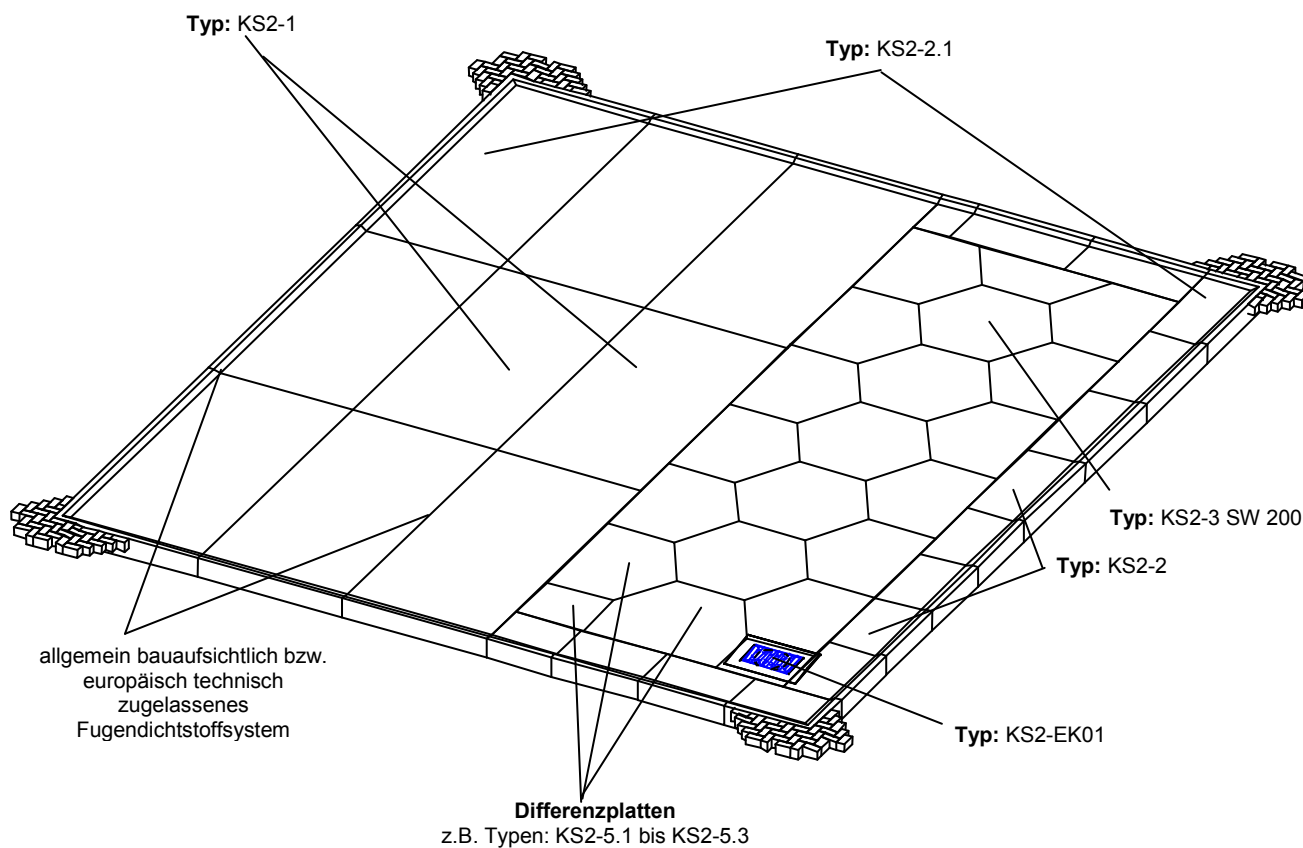 Typ: KS2-1
Typ: KS2-2.1
Typ: KS2-3 SW 200
Typ: KS2-2
allgemein bauaufsichtlich bzw.
europäisch technisch
zugelassenes
Fugendichtstoffsystem
Typ: KS2-EK01
Differenzplatten
z.B. Typen: KS2-5.1 bis KS2-5.3